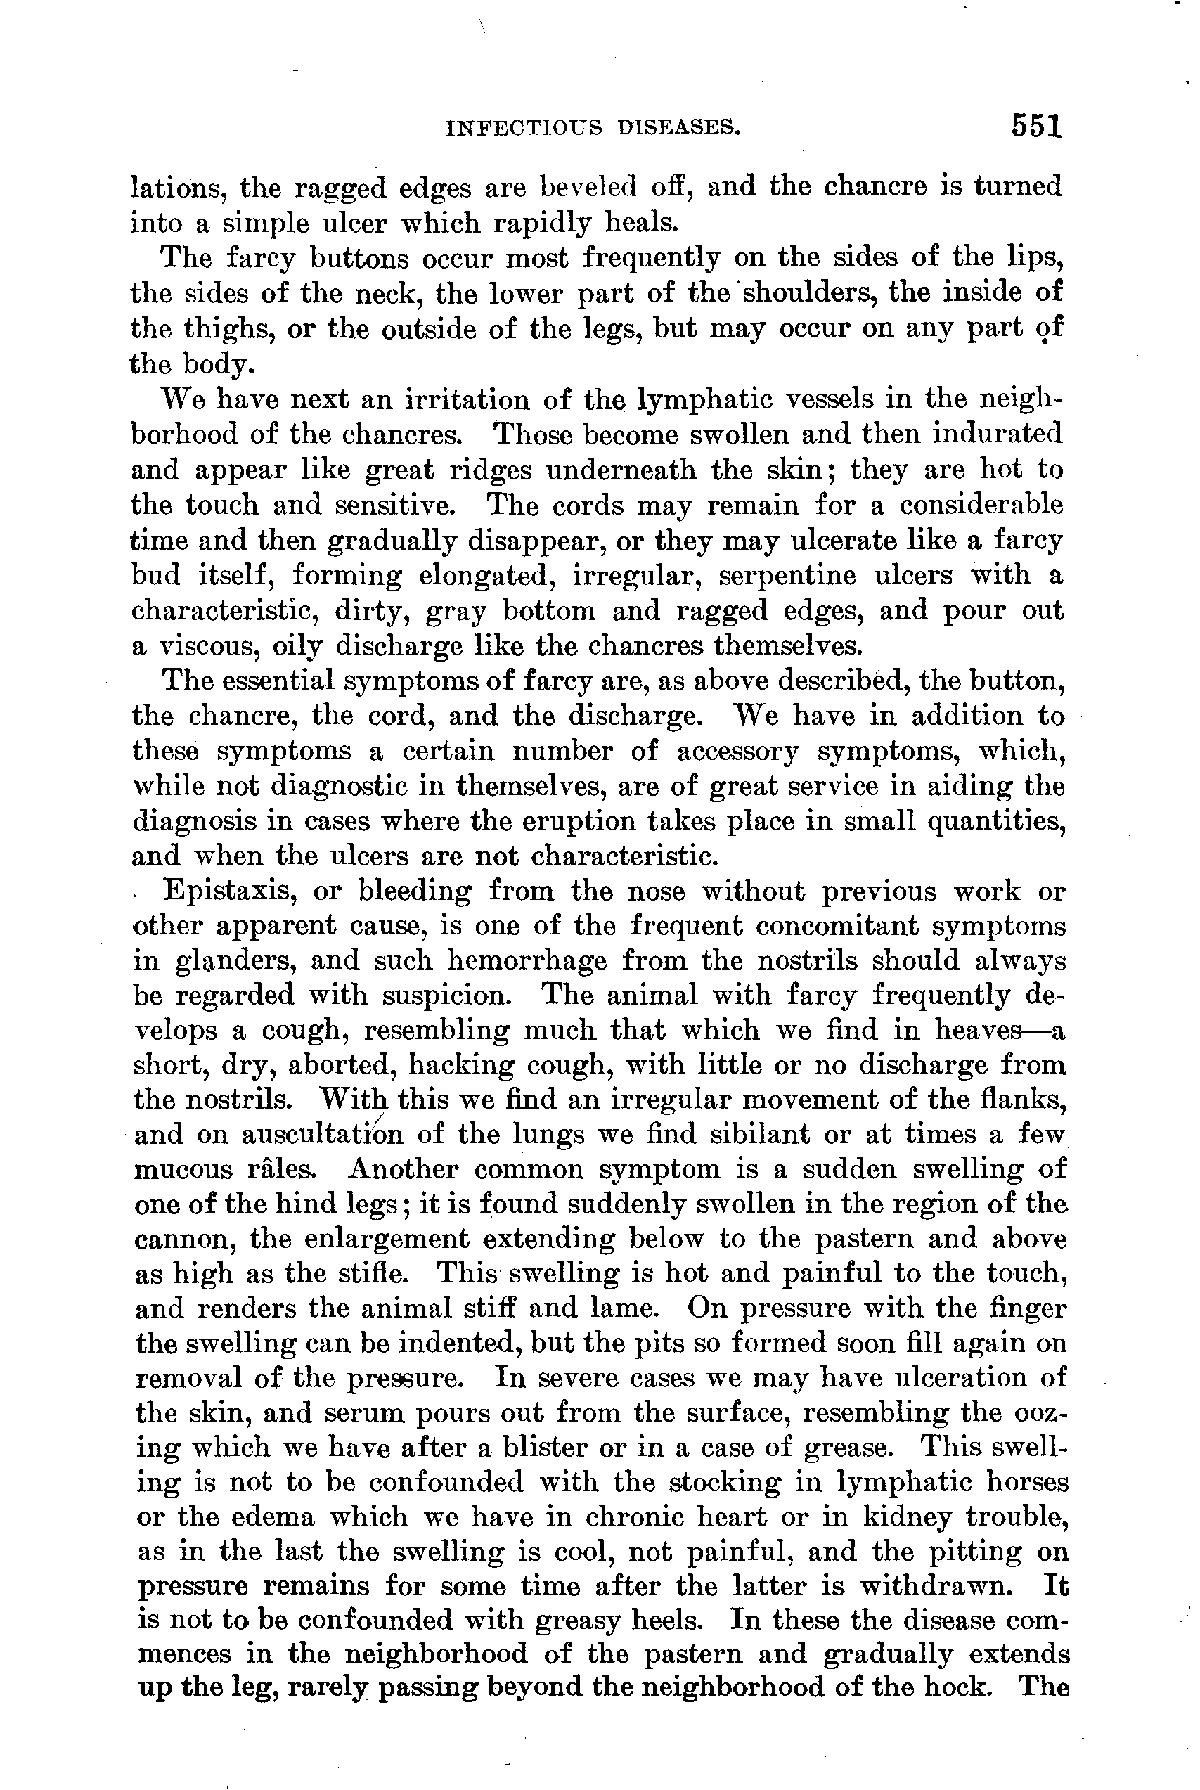 INFECTIOUS DISEASES. 551
lations, the ragged edges are beveled off, and the chancre is turned
into a simple ulcer which rapidly heals.
The farcy buttons occur most frequently on the sides of the lips,
the sides of the neck, the lower part of the shoulders, the inside of
the thighs, or the outside of the legs, but may occur on any part of
the body.
We have next an irritation of the lymphatic vessels in the neigh-
borhood of the chancres. Those become swollen and then indurated
and appear like great ridges underneath the skin; they are hot to
the touch and sensitive. The cords may remain for a considerable
time and then gradually disappear, or they may ulcerate like a farcy
bud itself, forming elongated, irregular, serpentine ulcers with a
characteristic, dirty, gray bottom and ragged edges, and pour out
a viscous, oily discharge like the chancres themselves.
The essential symptoms of farcy are, as above described, the button,
the chancre, the cord, and the discharge. We have in addition to
these symptoms a certain number of accessory symptoms, which,
while not diagnostic in themselves, are of great service in aiding the
diagnosis in cases where the eruption takes place in small quantities,
and when the ulcers are not characteristic.
Epistaxis, or bleeding from the nose without previous work or
other apparent cause, is one of the frequent concomitant symptoms
in glanders, and such hemorrhage from the nostrils should always
be regarded with suspicion. The animal with farcy frequently de-
velops a cough, resembling much that which we find in heaves—a
short, dry, aborted, hacking cough, with little or no discharge from
the nostrils. With this we find an irregular movement of the flanks,
and on auscultation of the lungs we find sibilant or at times a few
mucous râles. Another common symptom is a sudden swelling of
one of the hind legs; it is found suddenly swollen in the region of the
cannon, the enlargement extending below to the pastern and above
as high as the stifle. This swelling is hot and painful to the touch,
and renders the animal stiff and lame. On pressure with the finger
the swelling can be indented, but the pits so formed soon fill again on
removal of the pressure. In severe cases we may have ulceration of
the skin, and serum pours out from the surface, resembling the ooz-
ing which we have after a blister or in a case of grease. This swell-
ing is not to be confounded with the stocking in lymphatic horses
or the edema which we have in chronic heart or in kidney trouble,
as in the last the swelling is cool, not painful, and the pitting on
pressure remains for some time after the latter is withdrawn. It
is not to be confounded with greasy heels. In these the disease com-
mences in the neighborhood of the pastern and gradually extends
up the leg, rarely passing beyond the neighborhood of the hock. The